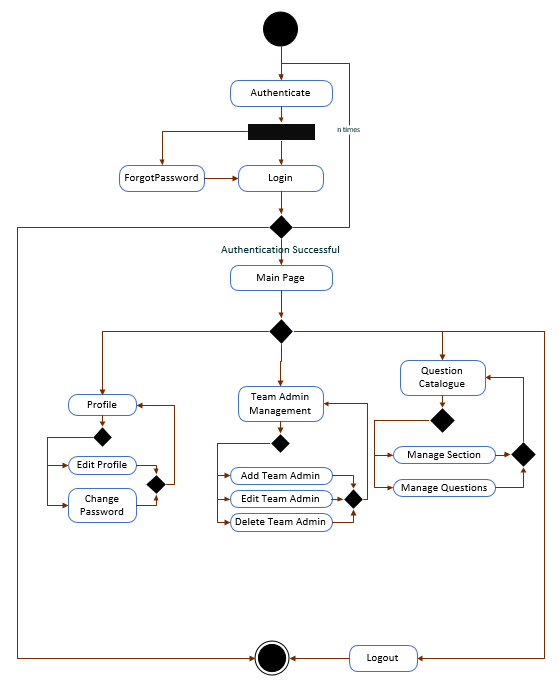 Authenticate
n times
ForgotPassword
Login
Authentication Successful
Main Page
Question
Catalogue
Profile
Team Admin
Management
Manage Section
Edit Profile
Add Team Admin
Manage Questions
Change
Password
Edit Team Admin
Delete Team Admin
Logout